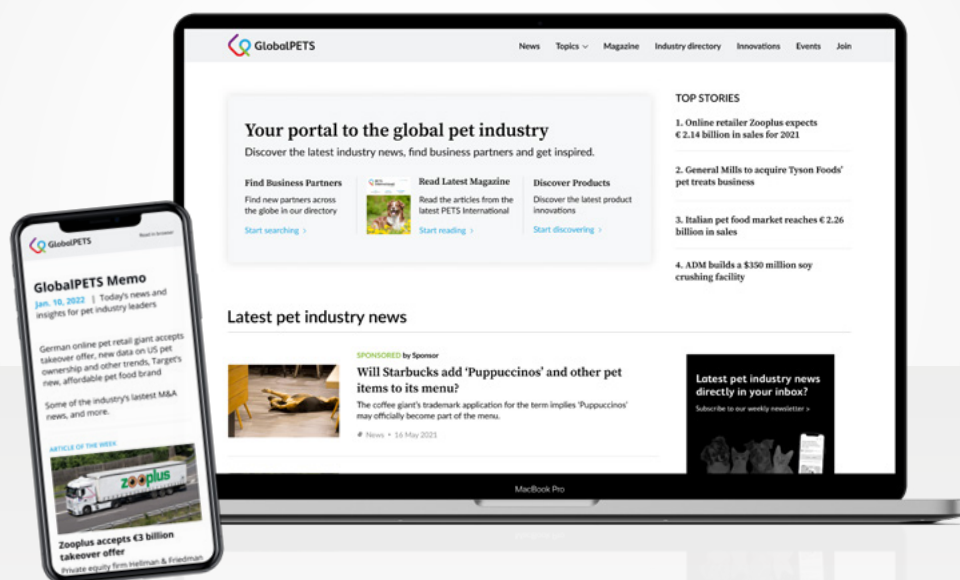 GlobalPETS
News Topics Magazine Industry directory Innovations Events Join
Your portal to the global pet industry
Discover the latest industry news, find business partners and get inspired.
Find Business Partners
Find new partners across
the globe in our directory
Start searching >
Read Latest Magazine
Read the articles from the
latest PETS International
Start reading >
Discover Products
Discover the latest product
innovations
Start discovering >
TOP STORIES
1. Online retailer Zooplus expects
€ 2.14 billion in sales for 2021
2. General Mills to acquire Tyson Foods'
pet treats business
3. Italian pet food market reaches € 2.26
billion in sales
4. ADM builds a $350 million soy
crushing facility
Latest pet industry news
SPONSORED by Sponsor
Will Starbucks add 'Puppuccinos' and other pet
items to its menu?
The coffee giant's trademark application for the term implies 'Puppuccinos'
may officially become part of the menu.
# News • 16 May 2021
Latest pet industry news
directly in your inbox?
Subscribe to our weekly newsletter >
MacBook Pro
GlobalPETS
Read in browser
GlobalPETS Memo
Jan. 10, 2022 | Today's news and
insights for pet industry leaders
German online pet retail giant accepts
takeover offer, new data on US pet
ownership and other trends, Target's
new, affordable pet food brand
Some of the industry's lastest M&A
news, and more.
ARTICLE OF THE WEEK
zooplus
Zooplus accepts €3 billion
takeover offer
Private equity firm Hellman & Friedman